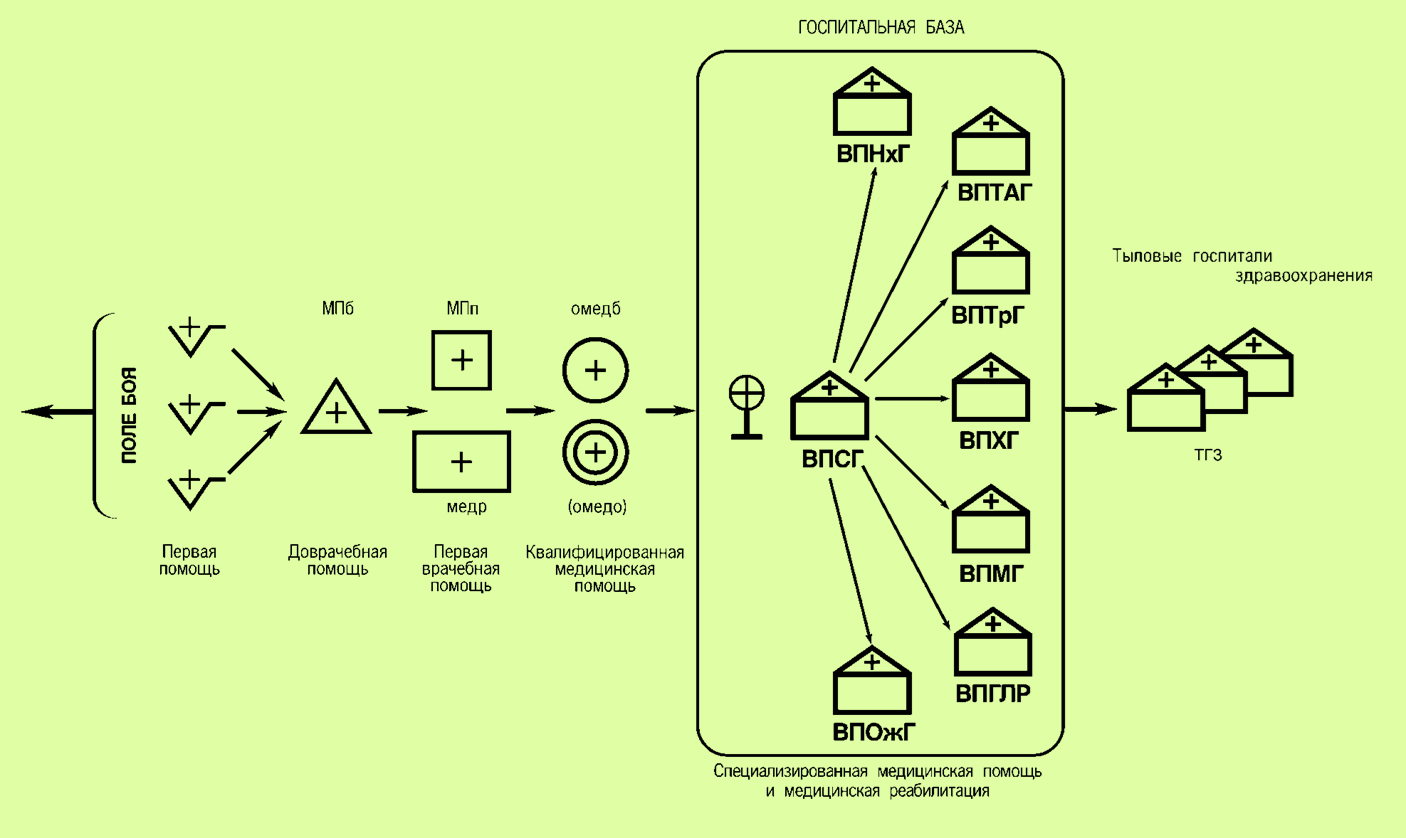 ГОСПИТАЛЬНАЯ БАЗА
ВПНхГ
ВПТАГ
ВПТрГ
ВПХГ
ВПСГ
ВПМГ
ВПГЛР
ВПОжГ
Специализированная медицинская помощь
и медицинская реабилитация
Тыловые госпитали
здравоохранения
ТГЗ
ПОЛЕ БОЯ
МПб
МПп
омедб
медр
(омедо)
Первая
помощь
Доврачебная
помощь
Первая
врачебная
помощь
Квалифицированная
медицинская
помощь